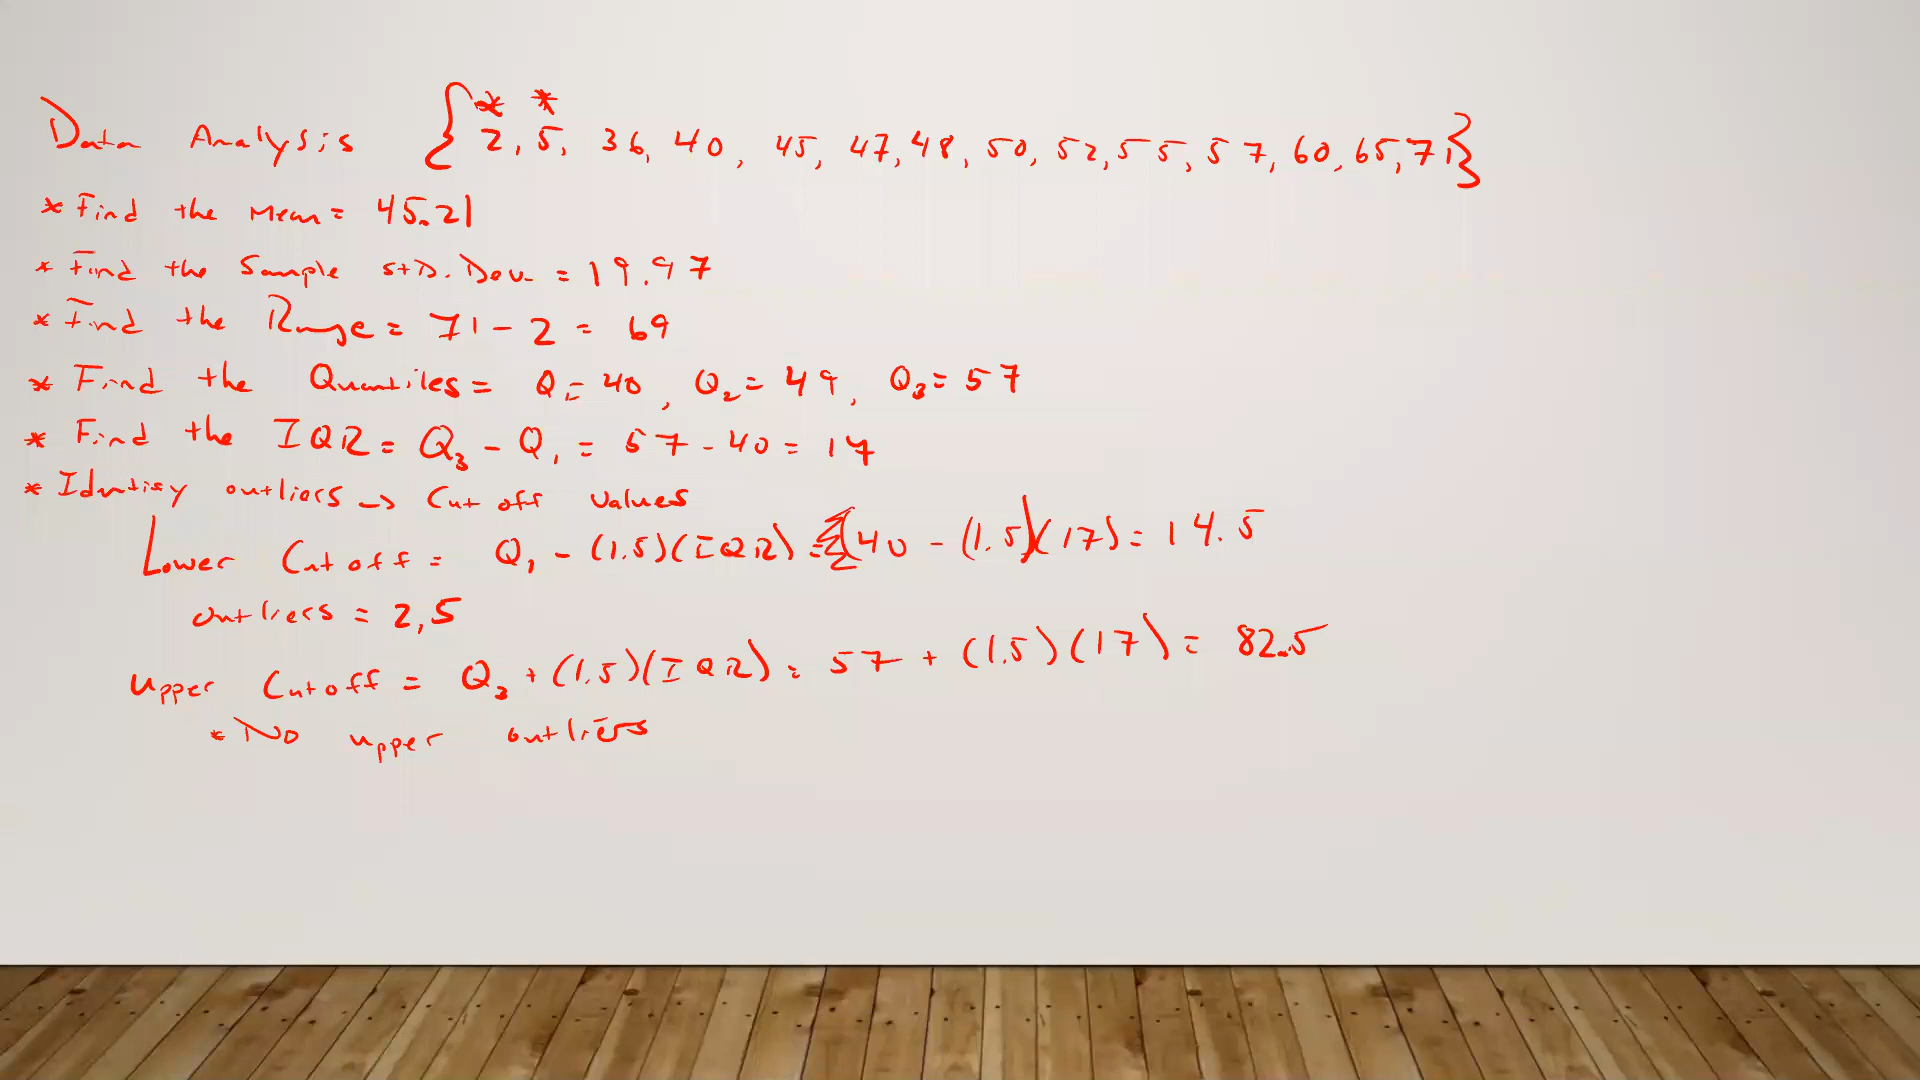 Data Analysis { 2, 5, 36, 40, 45, 47, 48, 50, 52, 55, 57, 60, 65, 71}
* *
* Find the Mean = 45.21
* Find the Sample StD. Dev. = 19.97
* Find the Range = 71 - 2 = 69
* Find the Quantiles = Q₁ = 40, Q₂ = 49, Q₃ = 57
* Find the IQR = Q₃ - Q₁ = 57 - 40 = 17
* Identify outliers → Cut off values
Lower Cut off = Q₁ - (1.5)(IQR) = (40 - (1.5)(17) = 14.5
outliers = 2, 5
Upper Cut off = Q₃ + (1.5)(IQR) = 57 + (1.5)(17) = 82.5
* No upper outliers